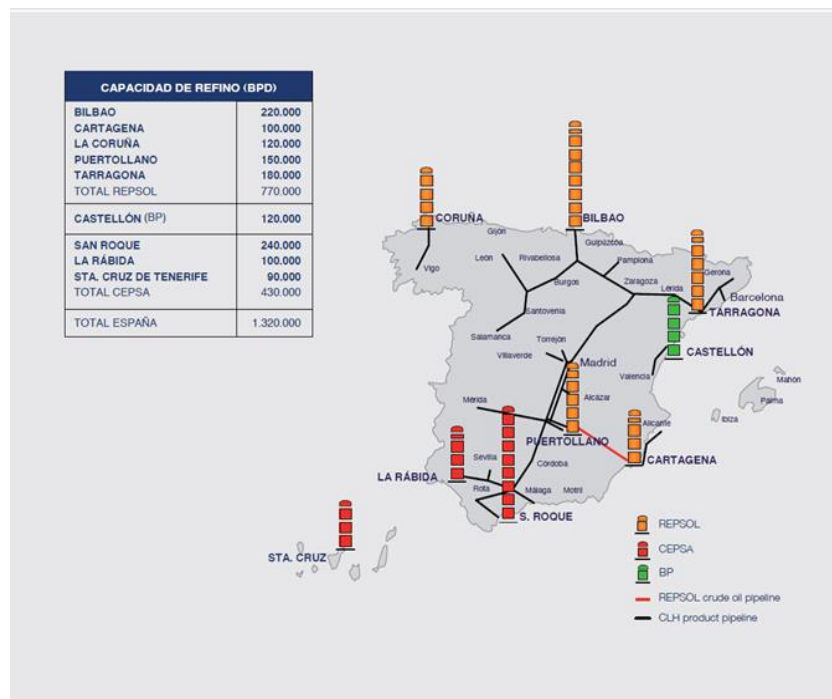 CAPACIDAD DE REFINO (BPD)
BILBAO 220.000
CARTAGENA 100.000
LA CORUÑA 120.000
PUERTOLLANO 150.000
TARRAGONA 180.000
TOTAL REPSOL 770.000
CASTELLÓN (BP) 120.000
SAN ROQUE 240.000
LA RÁBIDA 100.000
STA. CRUZ DE TENERIFE 90.000
TOTAL CEPSA 430.000
TOTAL ESPAÑA 1.320.000
CORUÑA
BILBAO
Gijón
Guipúzcoa
León
Rivabellosa
Pamplona
Vigo
Burgos
Zaragoza
Lérida
Gerona
Barcelona
TARRAGONA
Santovenia
Salamanca
Torrejón
Villaverde
Madrid
CASTELLÓN
Valencia
Mahón
Palma
Ibiza
Alcázar
Mérida
PUERTOLLANO
Alicante
CARTAGENA
Sevilla
Córdoba
LA RÁBIDA
Rota
Málaga
Motril
S. ROQUE
STA. CRUZ
REPSOL
CEPSA
BP
REPSOL crude oil pipeline
CLH product pipeline